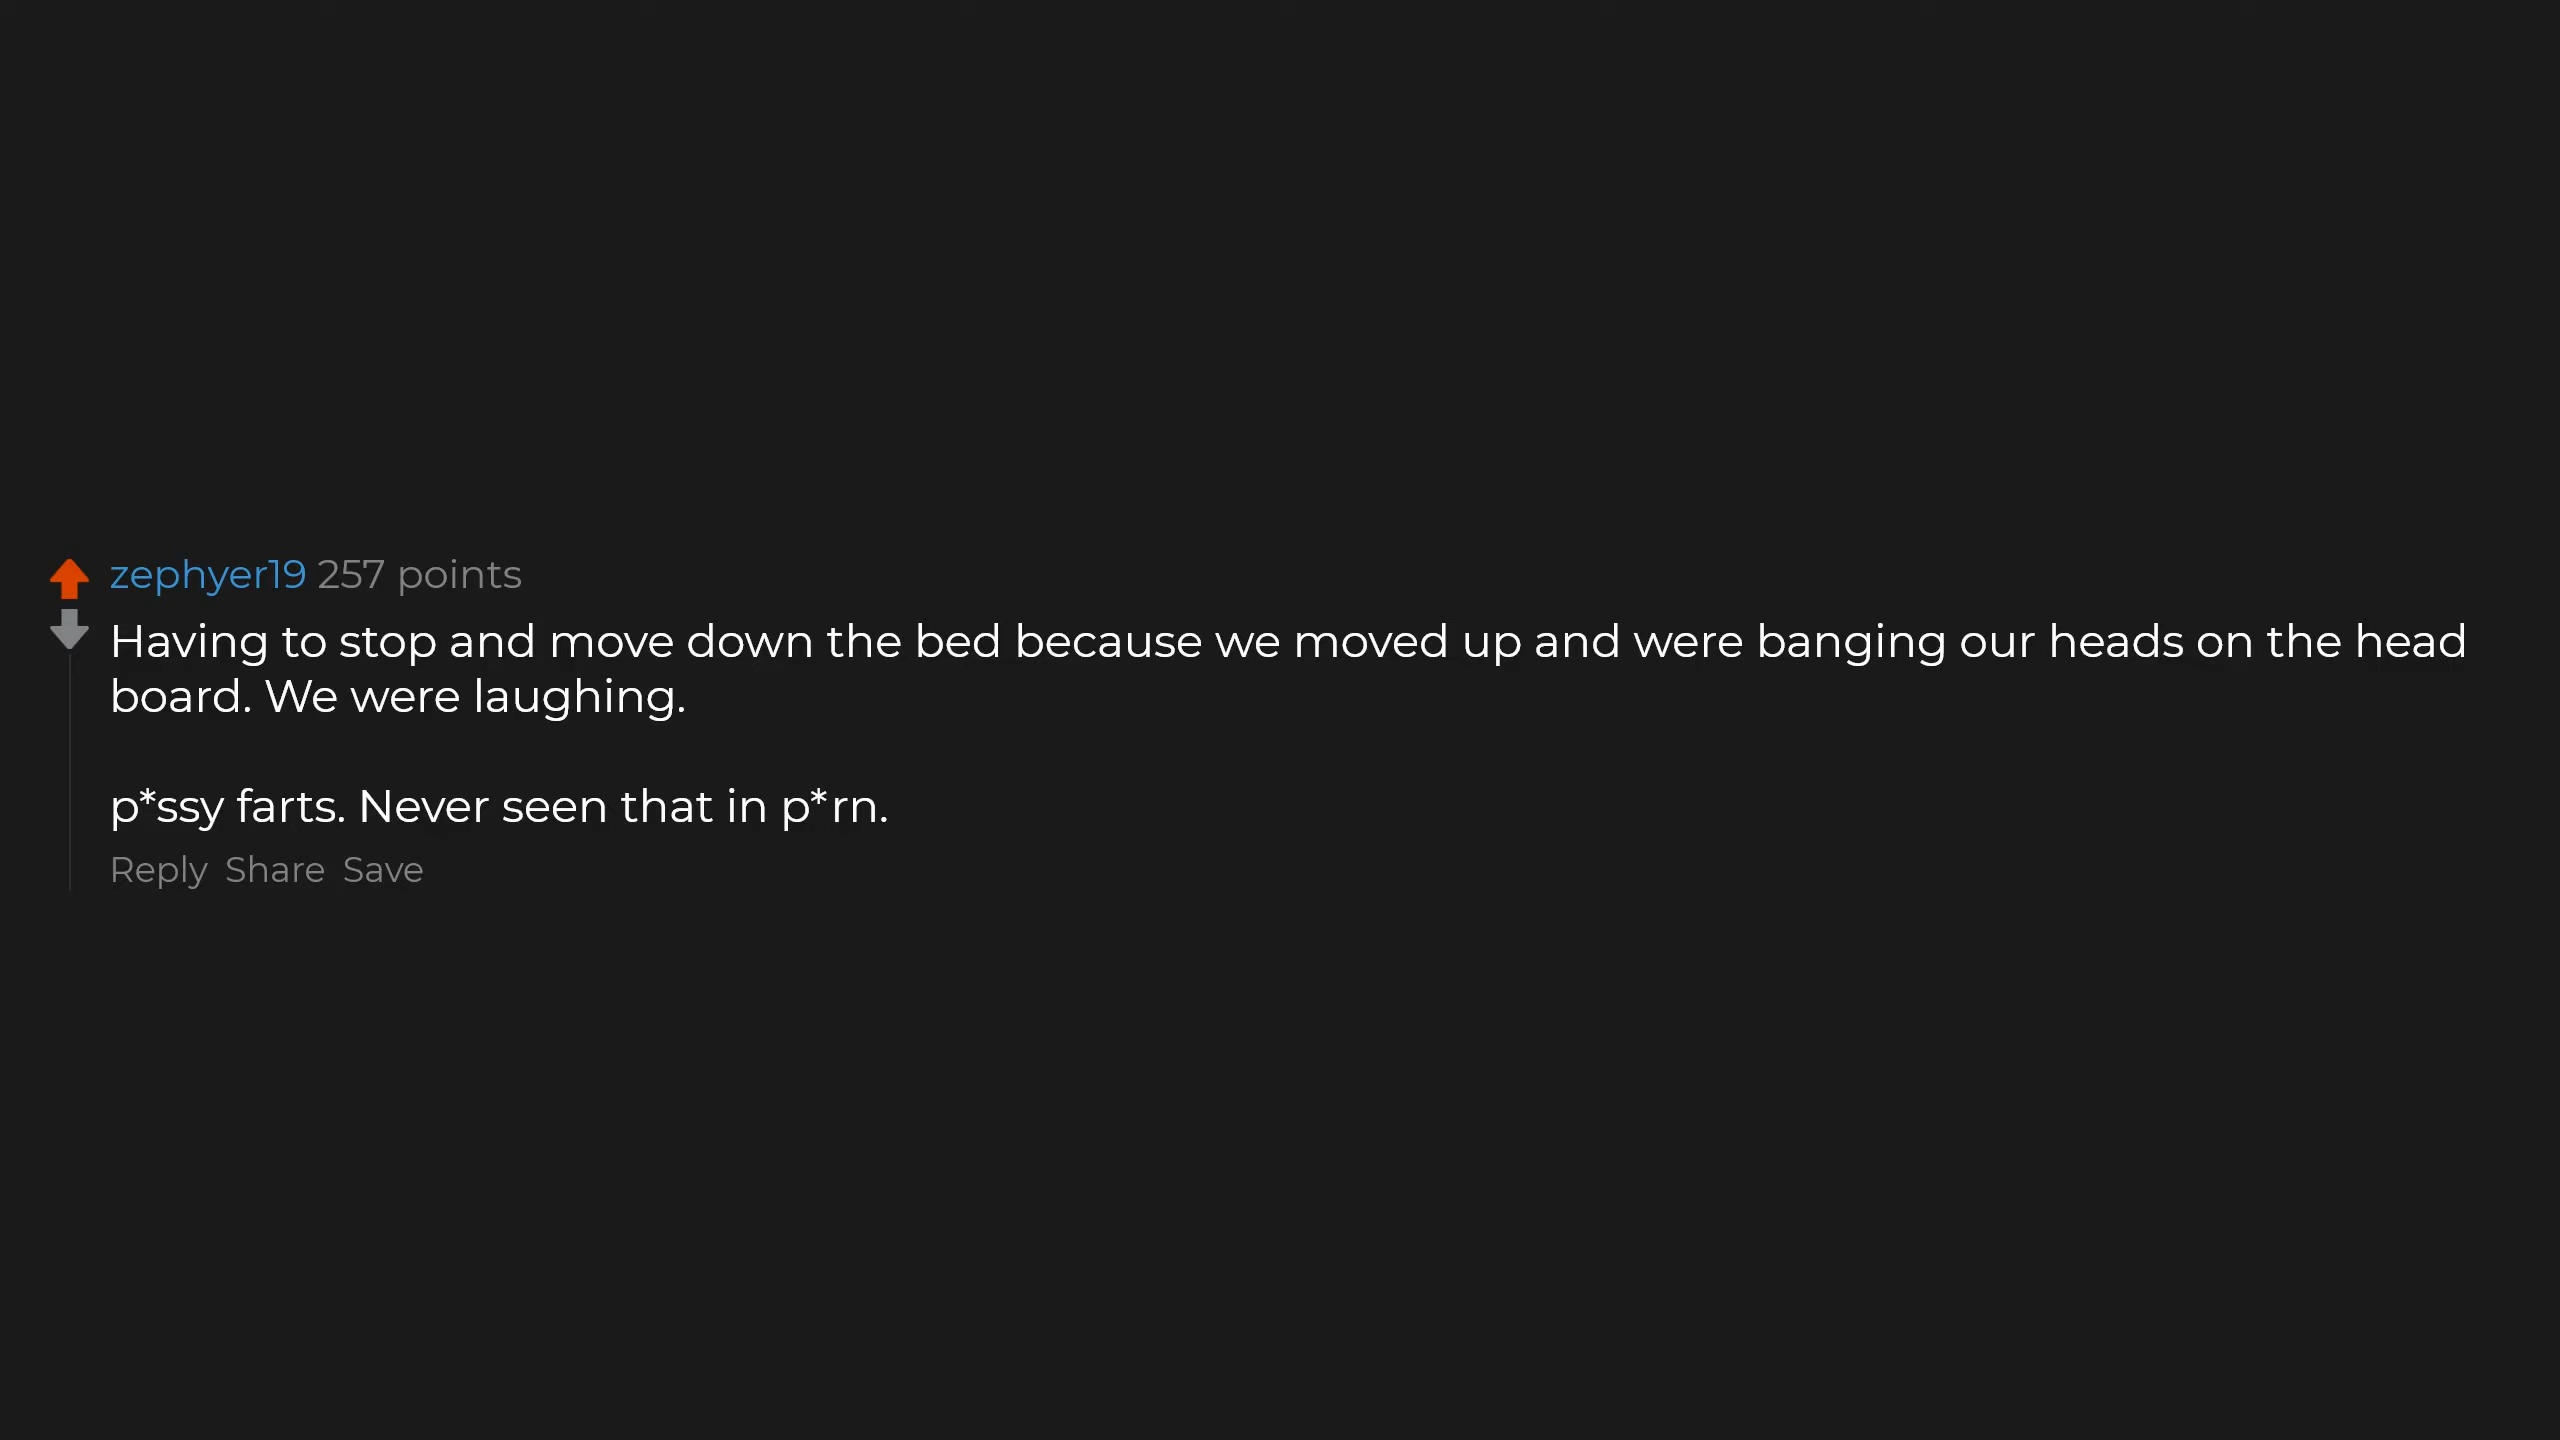 zephyer19 257 points
Having to stop and move down the bed because we moved up and were banging our heads on the head
board. We were laughing.
p*ssy farts. Never seen that in p*rn.
Reply Share Save